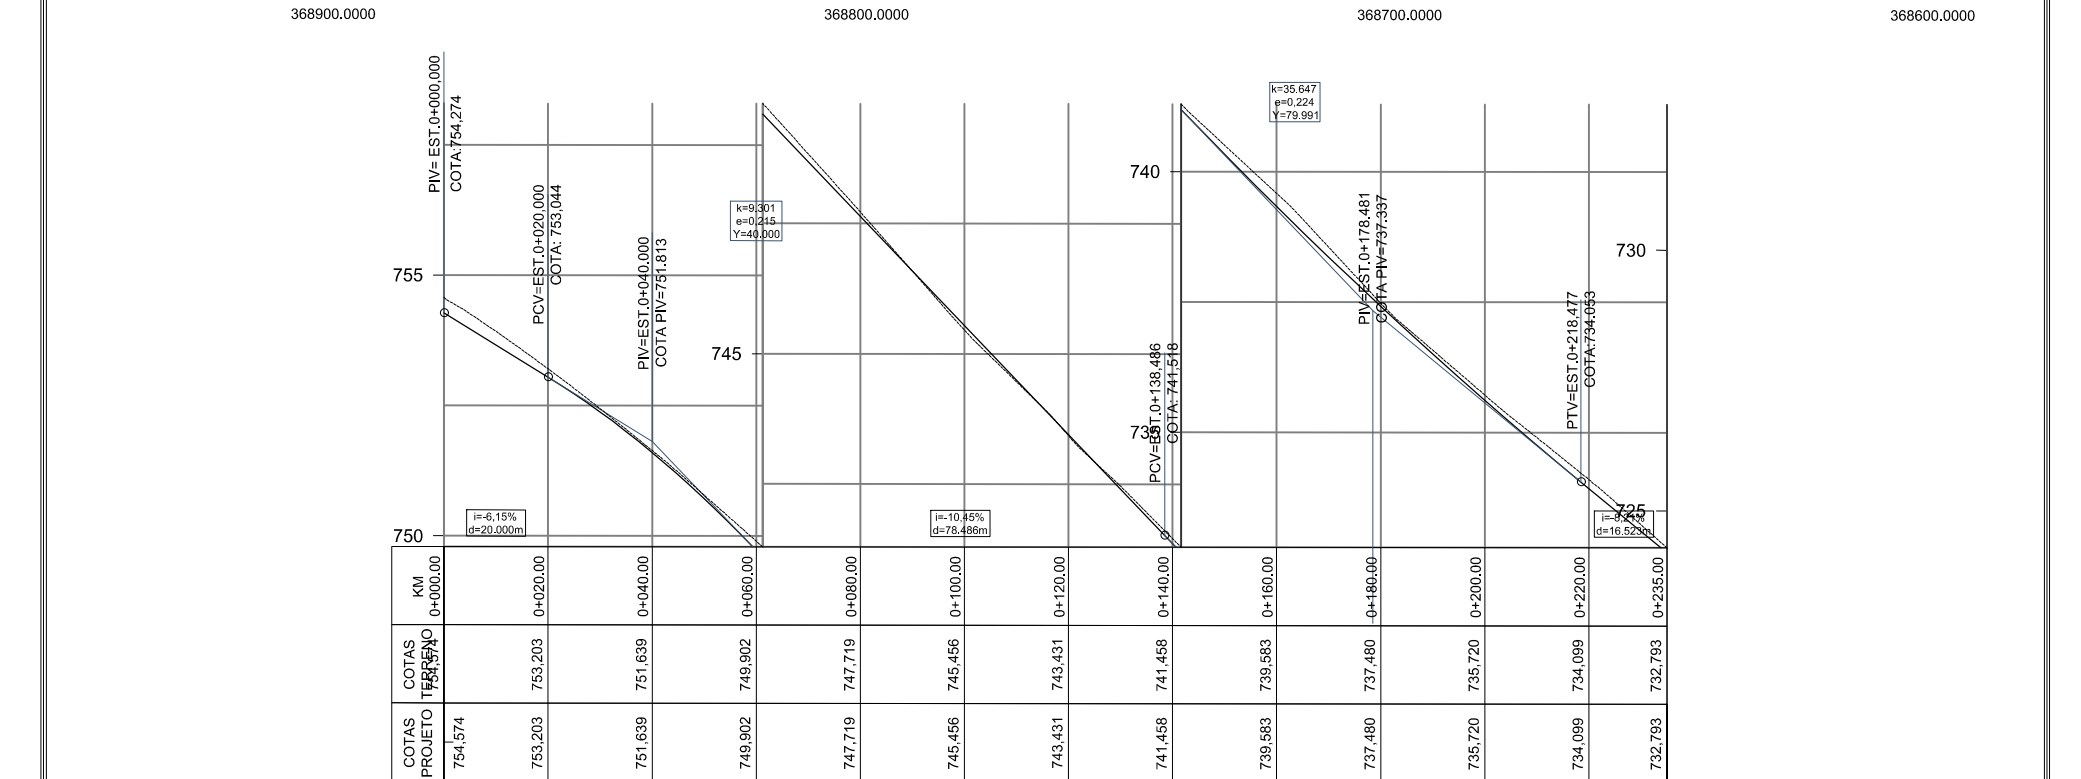 368900.0000
368800.0000
368700.0000
368600.0000
PIV= EST.0+000,000
COTA:754,274
PCV=EST.0+020,000
COTA: 753,044
PIV=EST.0+040.000
COTA PIV=751.813
k=9.301
e=0,215
Y=40.000
PCV=EST.0+138,486
COTA: 741,518
k=35.647
e=0,224
Y=79.991
PIV=EST.0+178.481
COTA PIV=737.337
PTV=EST.0+218,477
COTA:734.053
755
750
745
740
735
730
725
i=-6,15%
d=20.000m
i=-10,45%
d=78.486m
i=-8,21%
d=16.523m
KM
0+000.00
0+020.00
0+040.00
0+060.00
0+080.00
0+100.00
0+120.00
0+140.00
0+160.00
0+180.00
0+200.00
0+220.00
0+235.00
COTAS
TERRENO
754,574
753,203
751,639
749,902
747,719
745,456
743,431
741,458
739,583
737,480
735,720
734,099
732,793
COTAS
PROJETO
754,574
753,203
751,639
749,902
747,719
745,456
743,431
741,458
739,583
737,480
735,720
734,099
732,793